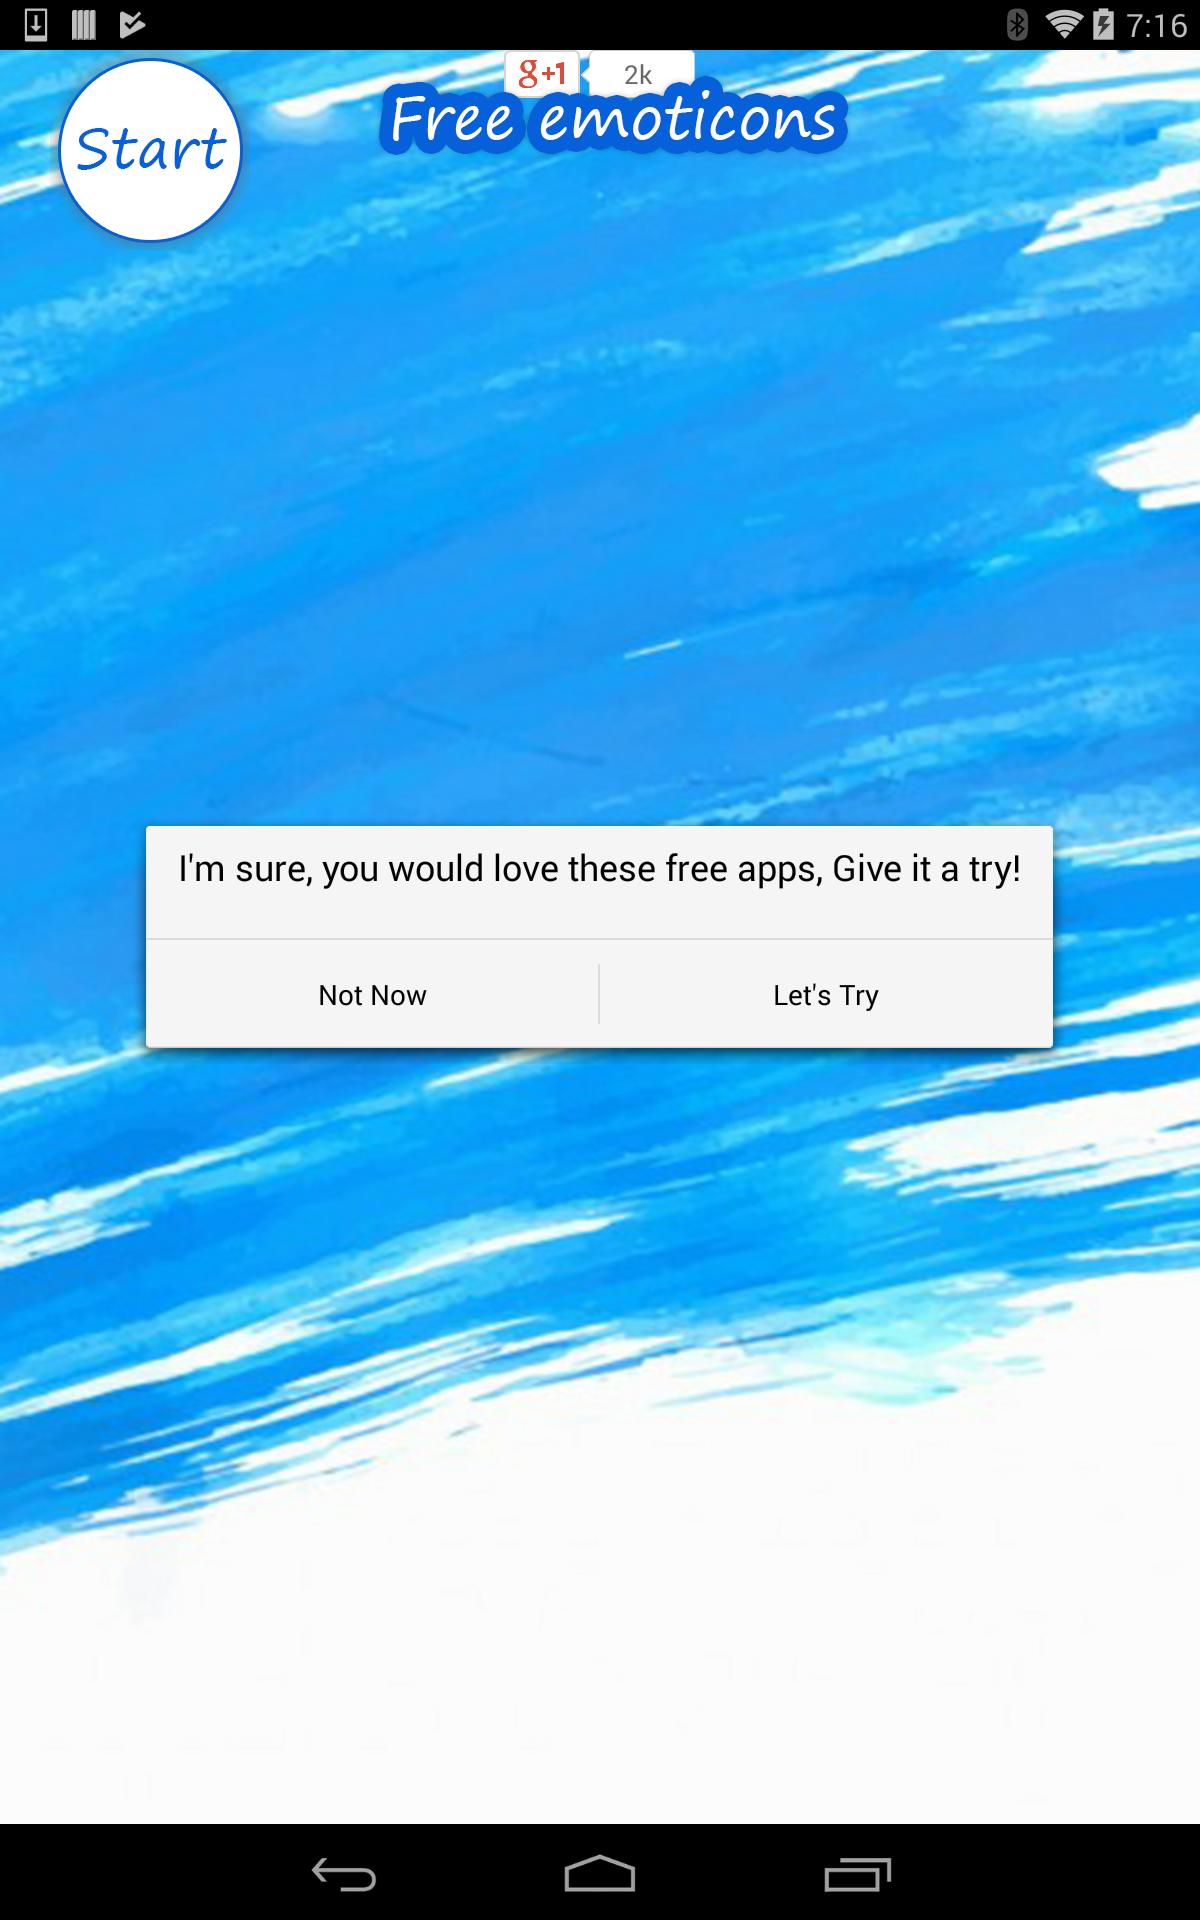 7:16
g+1 2k
Start
Free emoticons
I'm sure, you would love these free apps, Give it a try!
Not Now
Let's Try